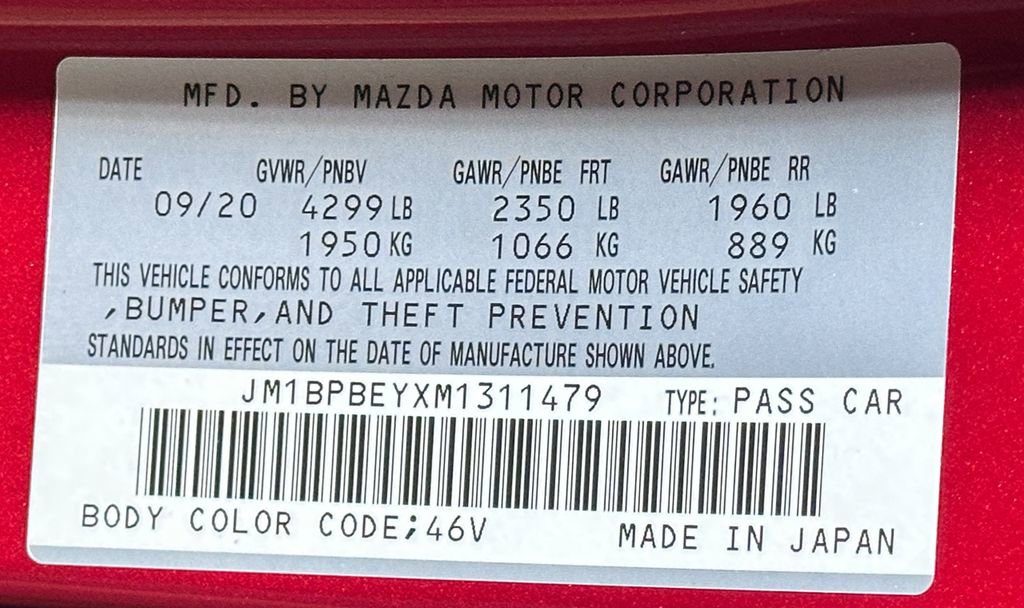 MFD. BY MAZDA MOTOR CORPORATION
DATE GVWR/PNBV GAWR/PNBE FRT GAWR/PNBE RR
09/20 4299 LB 2350 LB 1960 LB
1950 KG 1066 KG 889 KG
THIS VEHICLE CONFORMS TO ALL APPLICABLE FEDERAL MOTOR VEHICLE SAFETY
,BUMPER,AND THEFT PREVENTION
STANDARDS IN EFFECT ON THE DATE OF MANUFACTURE SHOWN ABOVE.
JM1BPBEYXM1311479 TYPE: PASS CAR
BODY COLOR CODE;46V MADE IN JAPAN